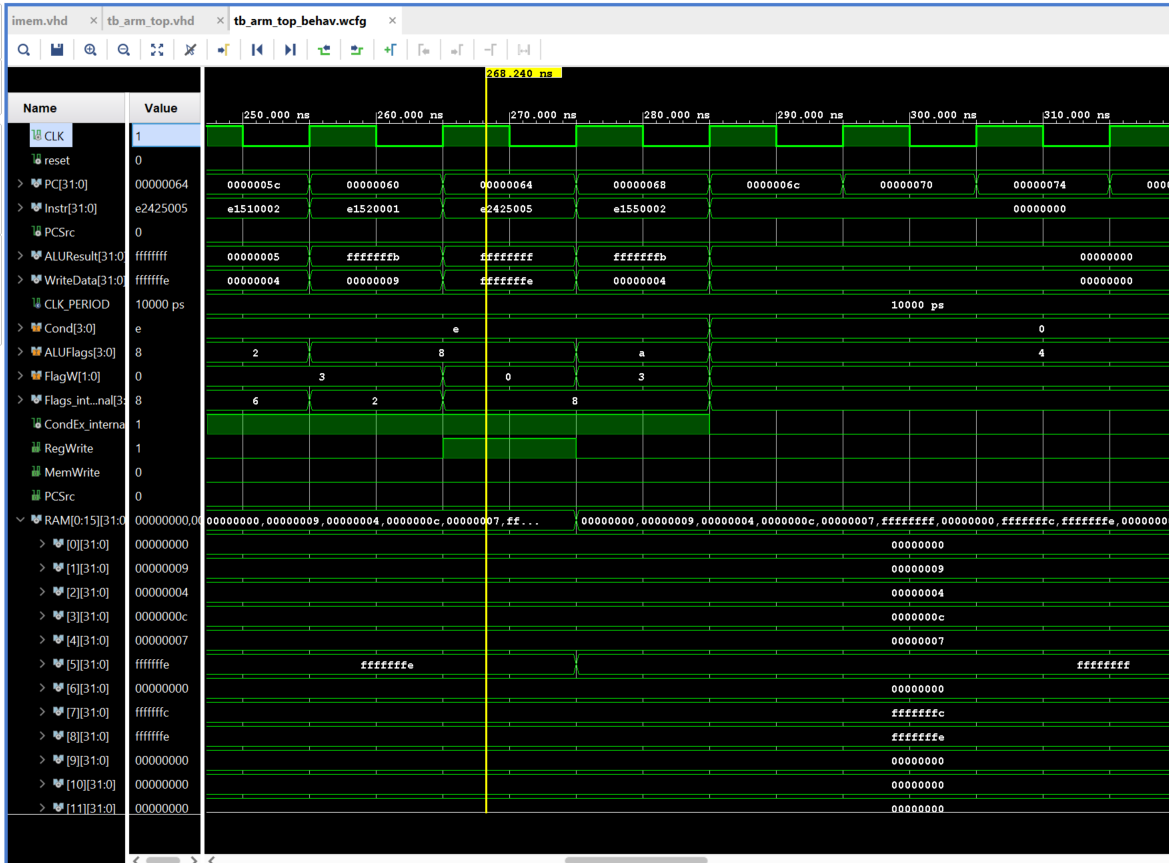 imem.vhd × tb_arm_top.vhd × tb_arm_top_behav.wcfg ×
268.240 ns
Name Value
250.000 ns 260.000 ns 270.000 ns 280.000 ns 290.000 ns 300.000 ns 310.000 ns
CLK 1
reset 0
PC[31:0] 00000064 0000005c 00000060 00000064 00000068 0000006c 00000070 00000074 0000
Instr[31:0] e2425005 e1510002 e1520001 e2425005 e1550002 00000000
PCSrc 0
ALUResult[31:0 ffffffff 00000005 fffffffb ffffffff fffffffb 00000000
WriteData[31:0] fffffffe 00000004 00000009 fffffffe 00000004 00000000
CLK_PERIOD 10000 ps 10000 ps
Cond[3:0] e e 0
ALUFlags[3:0] 8 2 8 a 4
FlagW[1:0] 0 3 0 3
Flags_int...nal[3: 8 6 2 8
CondEx_interna 1
RegWrite 1
MemWrite 0
PCSrc 0
RAM[0:15][31:0 00000000,00 00000000,00000009,00000004,0000000c,00000007,ff... 00000000,00000009,00000004,0000000c,00000007,ffffffff,00000000,fffffffc,fffffffe,0000000
[0][31:0] 00000000 00000000
[1][31:0] 00000009 00000009
[2][31:0] 00000004 00000004
[3][31:0] 0000000c 0000000c
[4][31:0] 00000007 00000007
[5][31:0] fffffffe fffffffe ffffffff
[6][31:0] 00000000 00000000
[7][31:0] fffffffc fffffffc
[8][31:0] fffffffe fffffffe
[9][31:0] 00000000 00000000
[10][31:0] 00000000 00000000
[11][31:0] 00000000 00000000